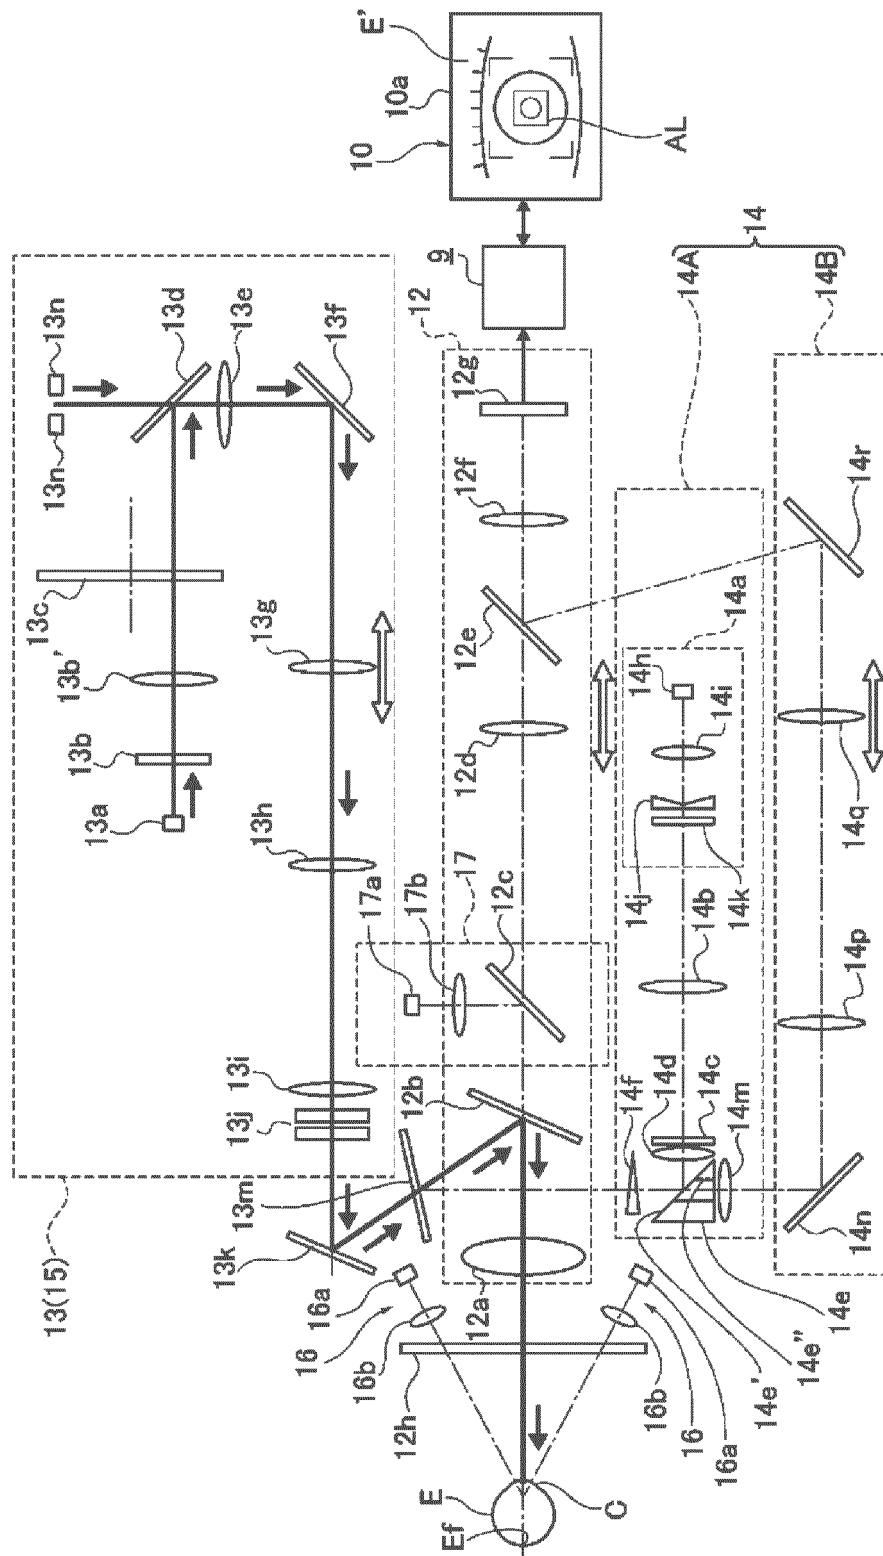 E'
10a
10
AL
9
14
14A
14B
12
12g
12f
12e
12d
13n
13n
13d
13e
13f
13c
13b'
13b
13a
13g
13h
13i
13j
13k
13m
13(15)
17a
17b
17
12c
12b
12a
12h
14r
14a
14h
14i
14j
14k
14q
14b
14p
14f
14d
14c
14m
14n
14e
14e"
14e'
16a
16
16b
16b
16
16a
E
Ef
C